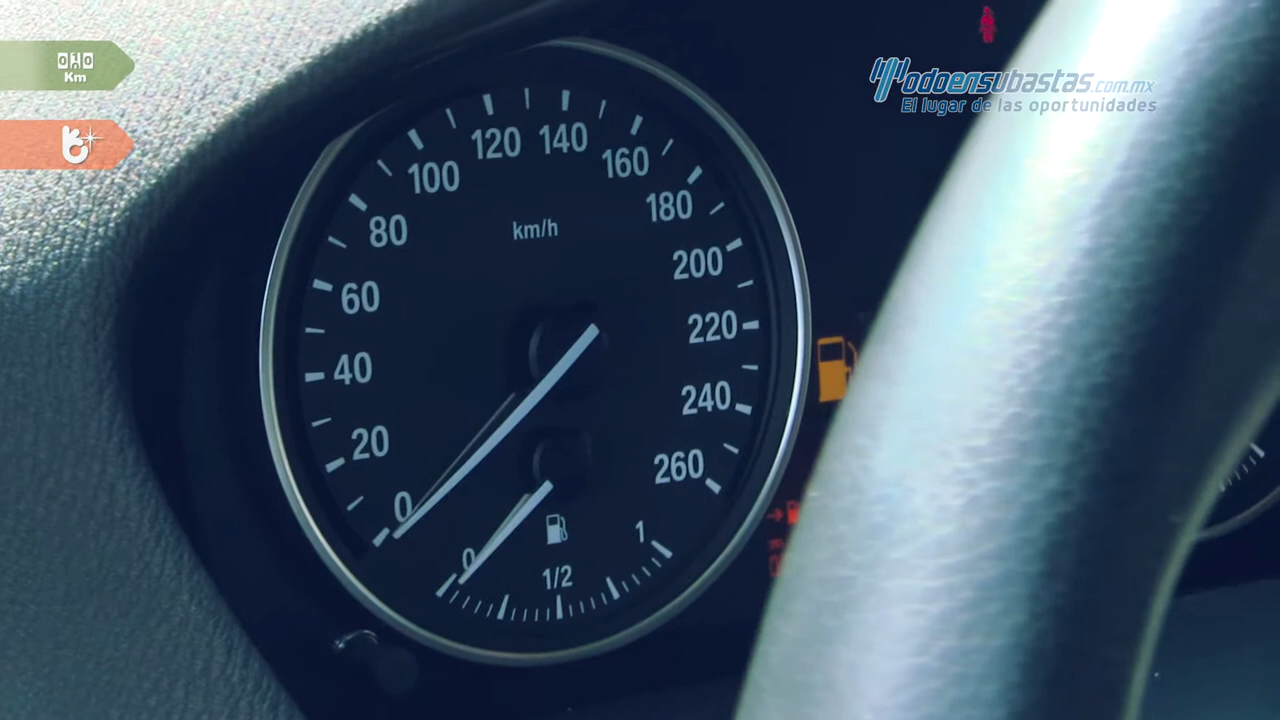 010
Km
Modoensubastas.com.mx
El lugar de las oportunidades
120 140
100 160
80 180
km/h
60 200
40 220
20 240
0 260
0 1/2 1